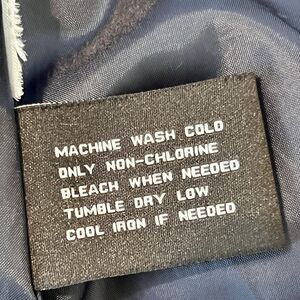 MACHINE WASH COLD
ONLY NON-CHLORINE
BLEACH WHEN NEEDED
TUMBLE DRY LOW
COOL IRON IF NEEDED